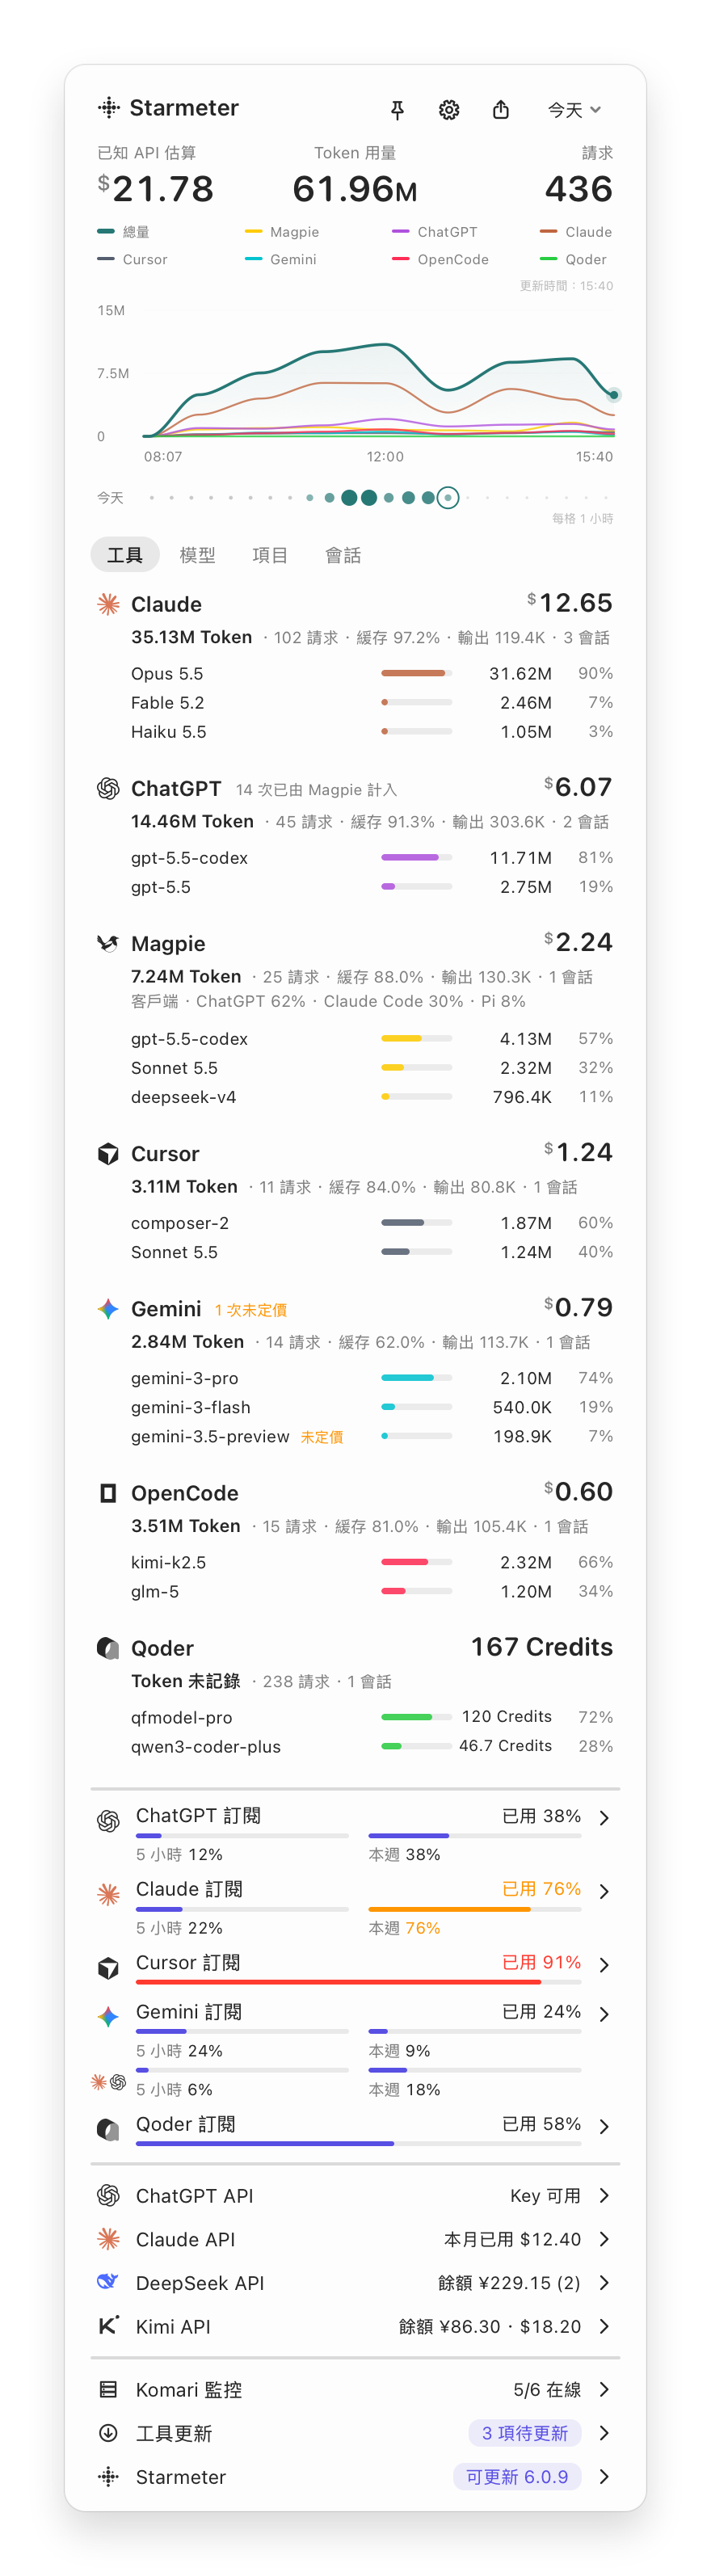 Starmeter 今天
已知 API 估算 Token 用量 請求
$21.78 61.96M 436
總量 Magpie ChatGPT Claude
Cursor Gemini OpenCode Qoder
更新時間：15:40
15M
7.5M
0
08:07 12:00 15:40
今天
每格 1 小時
工具 模型 項目 會話
Claude $12.65
35.13M Token · 102 請求 · 緩存 97.2% · 輸出 119.4K · 3 會話
Opus 5.5 31.62M 90%
Fable 5.2 2.46M 7%
Haiku 5.5 1.05M 3%
ChatGPT 14 次已由 Magpie 計入 $6.07
14.46M Token · 45 請求 · 緩存 91.3% · 輸出 303.6K · 2 會話
gpt-5.5-codex 11.71M 81%
gpt-5.5 2.75M 19%
Magpie $2.24
7.24M Token · 25 請求 · 緩存 88.0% · 輸出 130.3K · 1 會話
客戶端 · ChatGPT 62% · Claude Code 30% · Pi 8%
gpt-5.5-codex 4.13M 57%
Sonnet 5.5 2.32M 32%
deepseek-v4 796.4K 11%
Cursor $1.24
3.11M Token · 11 請求 · 緩存 84.0% · 輸出 80.8K · 1 會話
composer-2 1.87M 60%
Sonnet 5.5 1.24M 40%
Gemini 1 次未定價 $0.79
2.84M Token · 14 請求 · 緩存 62.0% · 輸出 113.7K · 1 會話
gemini-3-pro 2.10M 74%
gemini-3-flash 540.0K 19%
gemini-3.5-preview 未定價 198.9K 7%
OpenCode $0.60
3.51M Token · 15 請求 · 緩存 81.0% · 輸出 105.4K · 1 會話
kimi-k2.5 2.32M 66%
glm-5 1.20M 34%
Qoder 167 Credits
Token 未記錄 · 238 請求 · 1 會話
qfmodel-pro 120 Credits 72%
qwen3-coder-plus 46.7 Credits 28%
ChatGPT 訂閱 已用 38%
5 小時 12% 本週 38%
Claude 訂閱 已用 76%
5 小時 22% 本週 76%
Cursor 訂閱 已用 91%
Gemini 訂閱 已用 24%
5 小時 24% 本週 9%
5 小時 6% 本週 18%
Qoder 訂閱 已用 58%
ChatGPT API Key 可用
Claude API 本月已用 $12.40
DeepSeek API 餘額 ¥229.15 (2)
Kimi API 餘額 ¥86.30 · $18.20
Komari 監控 5/6 在線
工具更新 3 項待更新
Starmeter 可更新 6.0.9